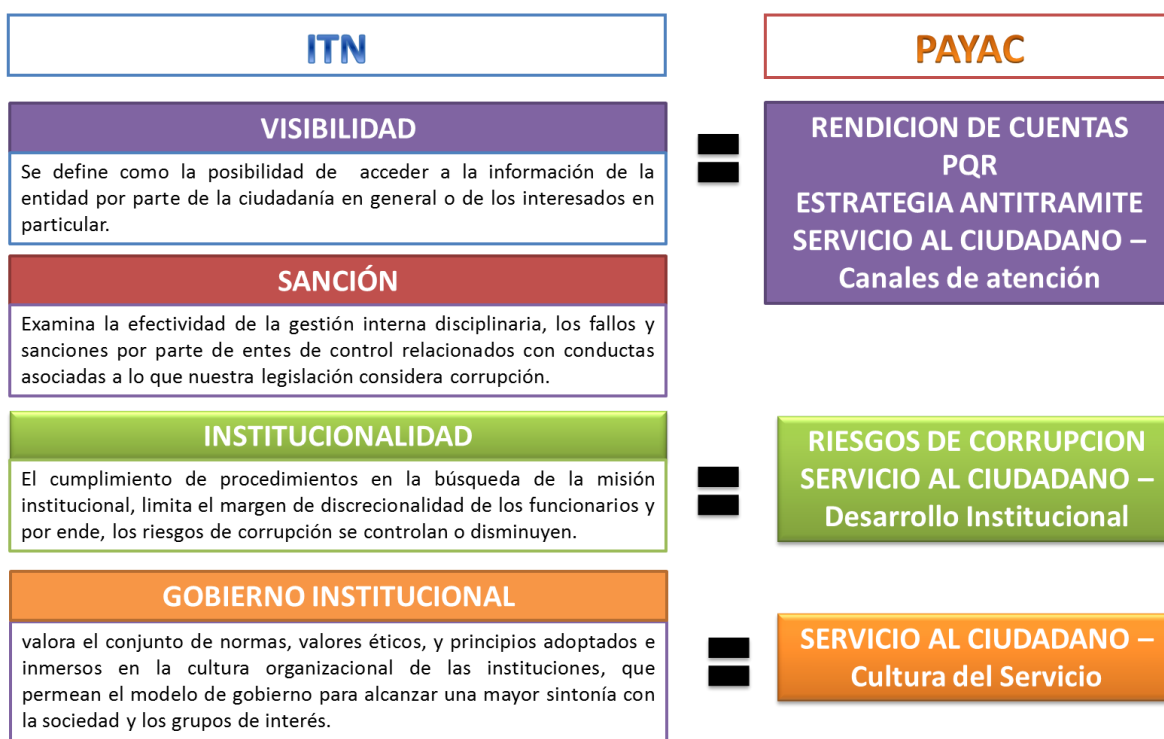 ITN
PAYAC
VISIBILIDAD
Se define como la posibilidad de acceder a la información de la
entidad por parte de la ciudadanía en general o de los interesados en
particular.
RENDICION DE CUENTAS
PQR
ESTRATEGIA ANTITRAMITE
SERVICIO AL CIUDADANO –
Canales de atención
SANCIÓN
Examina la efectividad de la gestión interna disciplinaria, los fallos y
sanciones por parte de entes de control relacionados con conductas
asociadas a lo que nuestra legislación considera corrupción.
INSTITUCIONALIDAD
El cumplimiento de procedimientos en la búsqueda de la misión
institucional, limita el margen de discrecionalidad de los funcionarios y
por ende, los riesgos de corrupción se controlan o disminuyen.
RIESGOS DE CORRUPCION
SERVICIO AL CIUDADANO –
Desarrollo Institucional
GOBIERNO INSTITUCIONAL
valora el conjunto de normas, valores éticos, y principios adoptados e
inmersos en la cultura organizacional de las instituciones, que
permean el modelo de gobierno para alcanzar una mayor sintonía con
la sociedad y los grupos de interés.
SERVICIO AL CIUDADANO –
Cultura del Servicio